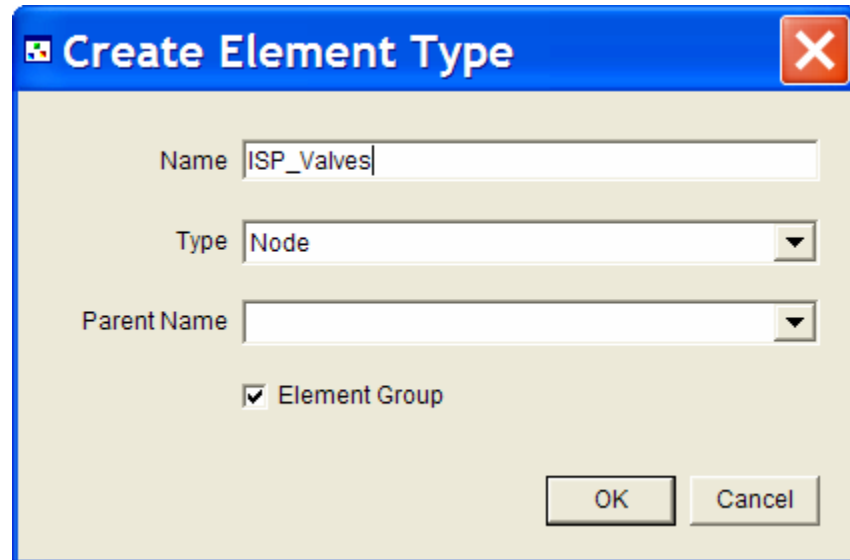 Create Element Type
Name ISP_Valves
Type Node
Parent Name
Element Group
OK Cancel